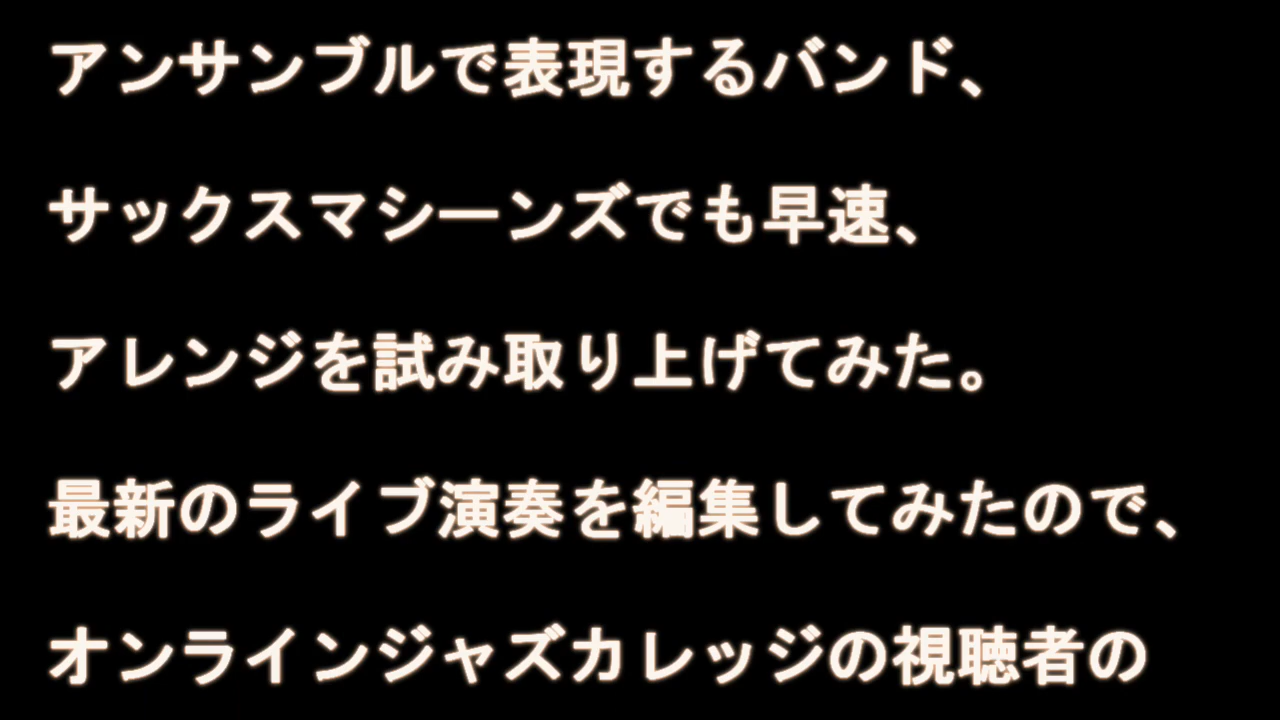 アンサンブルで表現するバンド、
サックスマシーンズでも早速、
アレンジを試み取り上げてみた。
最新のライブ演奏を編集してみたので、
オンラインジャズカレッジの視聴者の